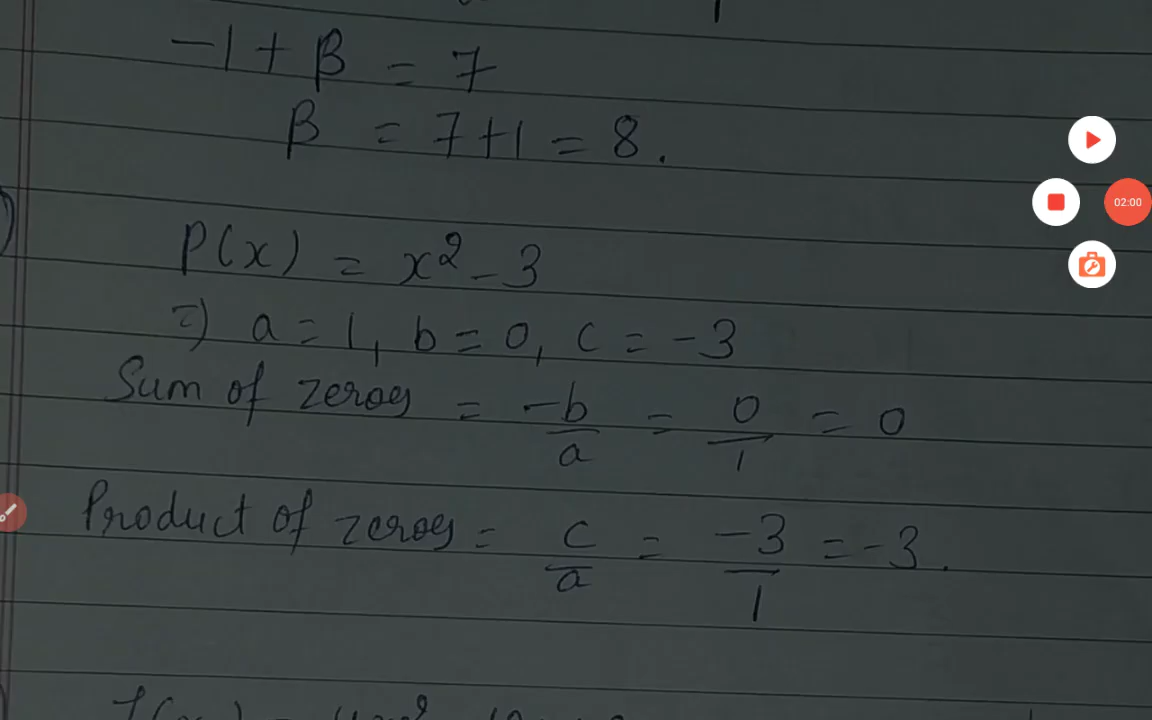 -1 + β = 7
β = 7+1 = 8.
P(x) = x² - 3
=) a = 1, b = 0, c = -3
Sum of zeroes = -b/a = 0/1 = 0
Product of zeroes = c/a = -3/1 = -3.
02:00